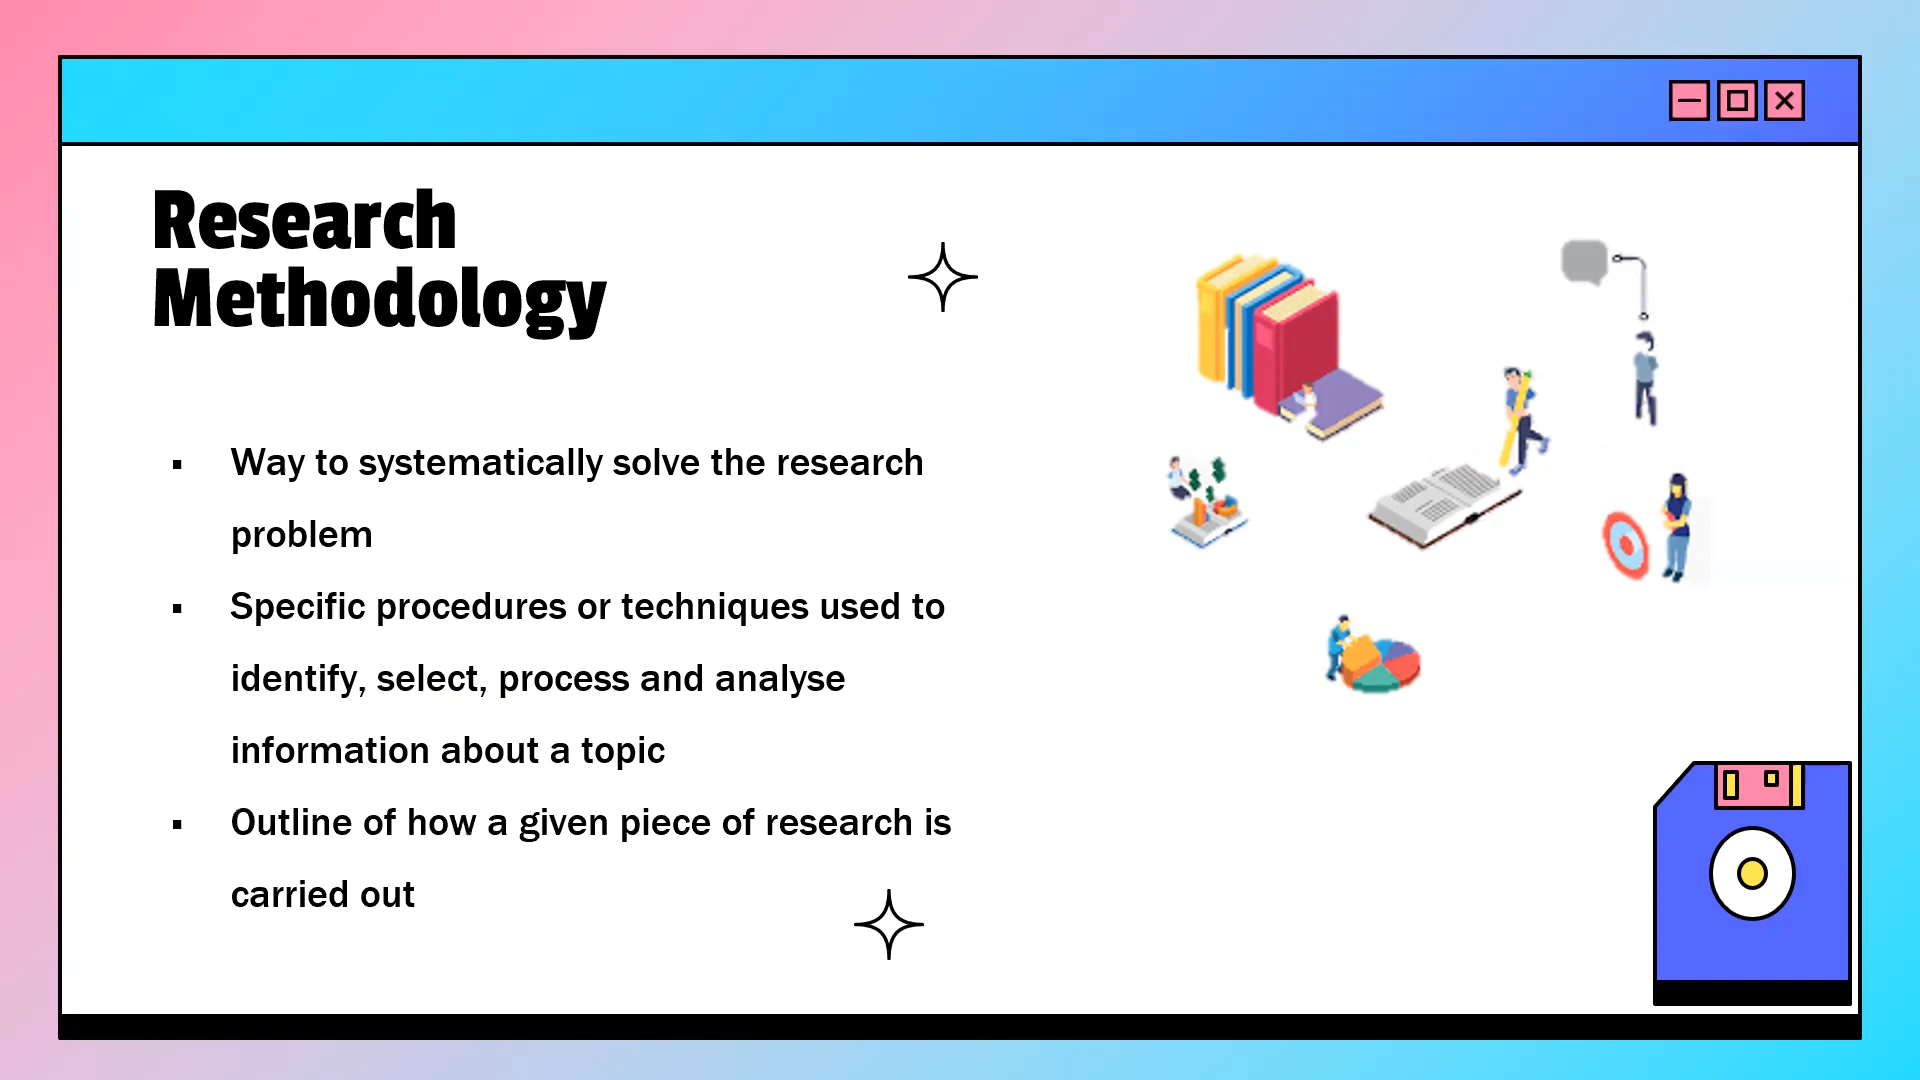 Research
Methodology
▪ Way to systematically solve the research
problem
▪ Specific procedures or techniques used to
identify, select, process and analyse
information about a topic
▪ Outline of how a given piece of research is
carried out